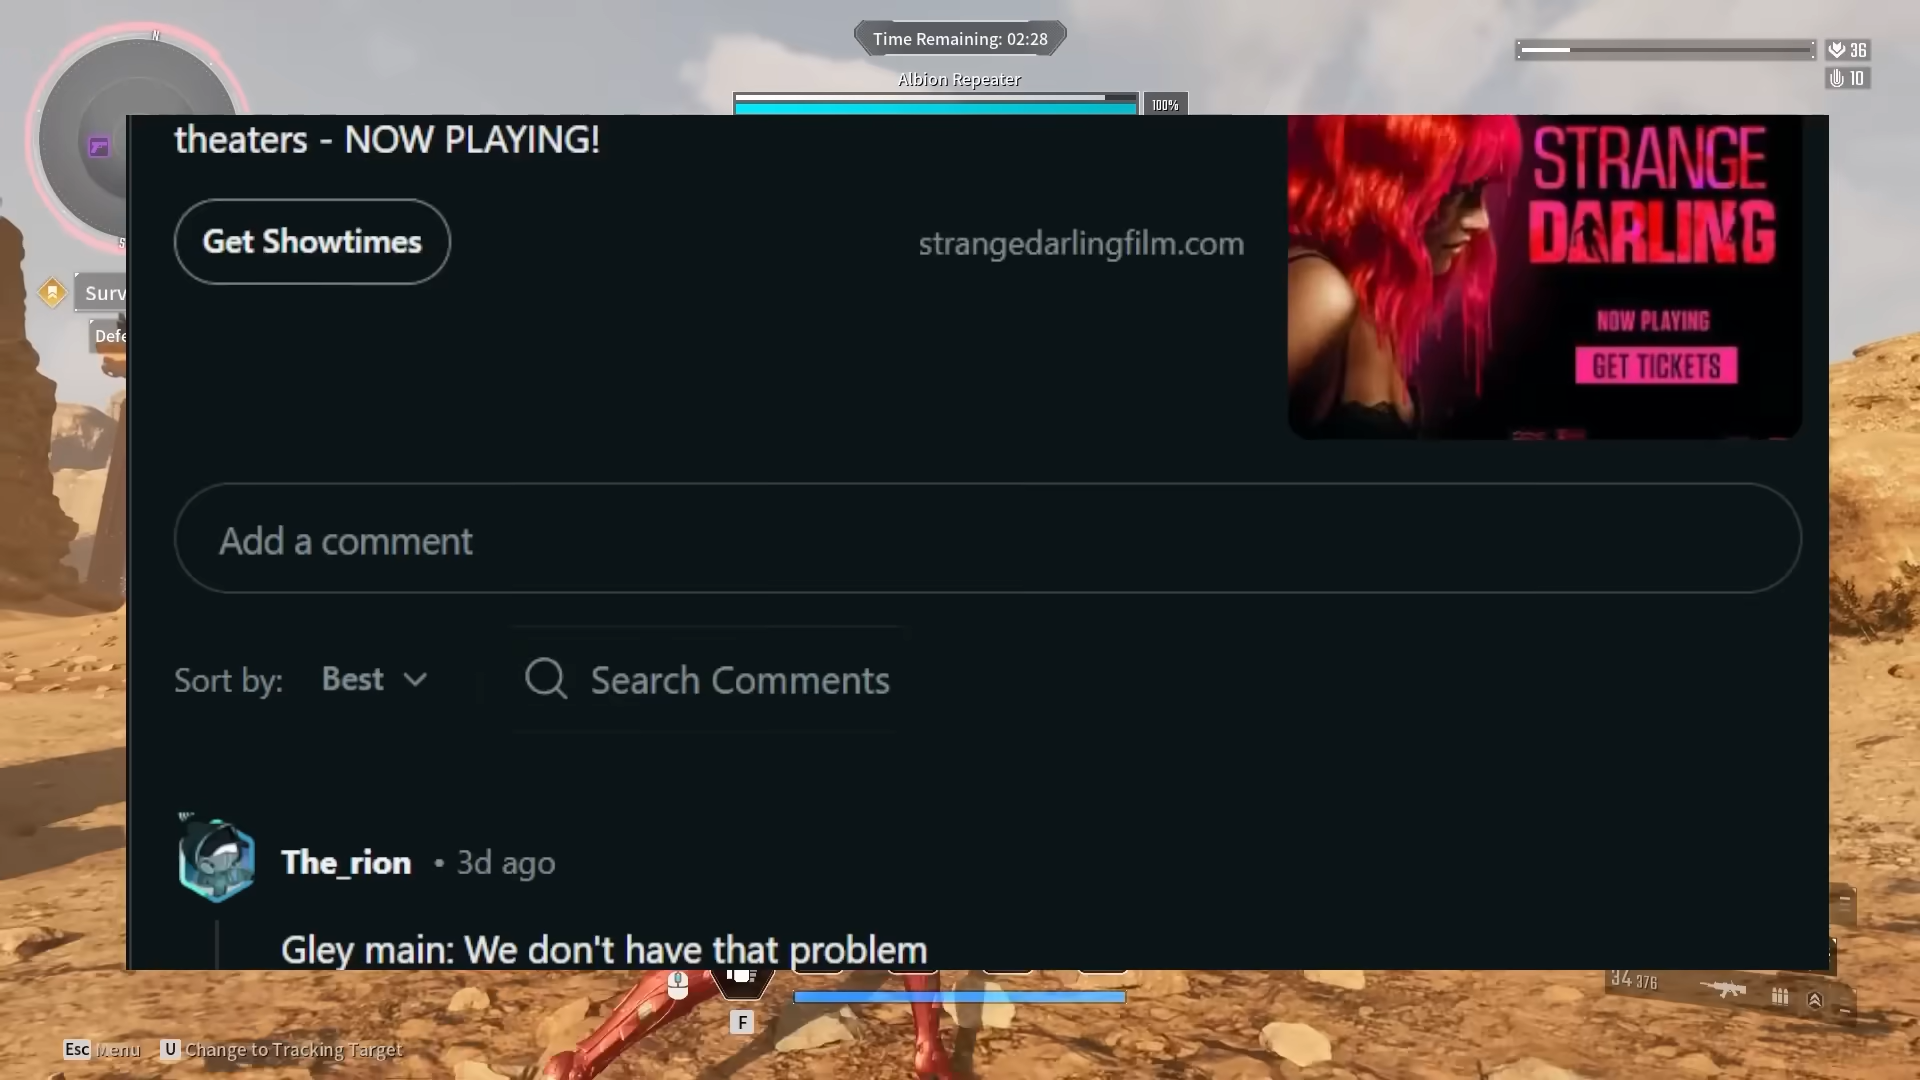 N
Time Remaining: 02:28
36
Albion Repeater
10
100%
theaters - NOW PLAYING!
STRANGE
DARLING
Get Showtimes
strangedarlingfilm.com
S
Surv
NOW PLAYING
Defe
GET TICKETS
Add a comment
Sort by: Best
Search Comments
The_rion • 3d ago
Gley main: We don't have that problem
34 376
F
Esc Menu
U Change to Tracking Target